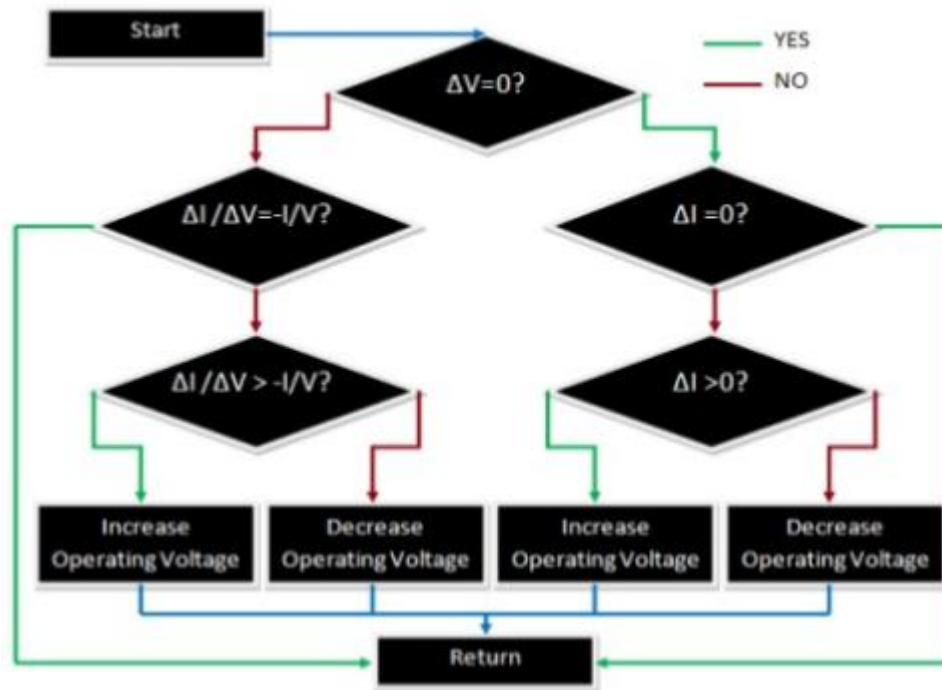 Start
YES
NO
ΔV=0?
ΔI /ΔV=-I/V?
ΔI =0?
ΔI /ΔV > -I/V?
ΔI >0?
Increase
Operating Voltage
Decrease
Operating Voltage
Increase
Operating Voltage
Decrease
Operating Voltage
Return